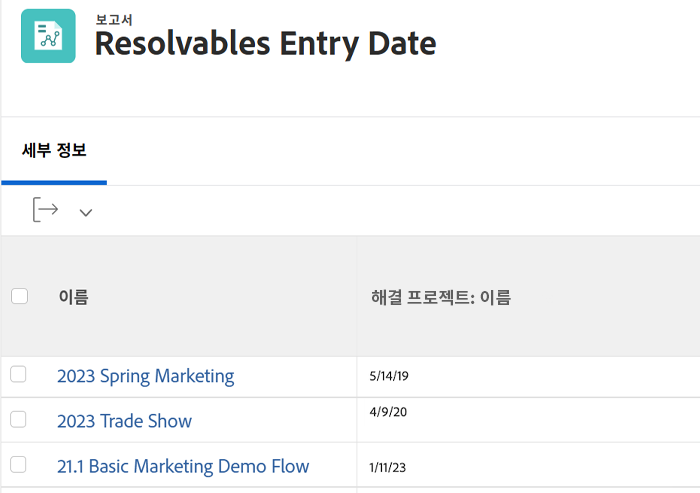 보고서
Resolvables Entry Date
세부 정보
이름
해결 프로젝트: 이름
2023 Spring Marketing
5/14/19
2023 Trade Show
4/9/20
21.1 Basic Marketing Demo Flow
1/11/23